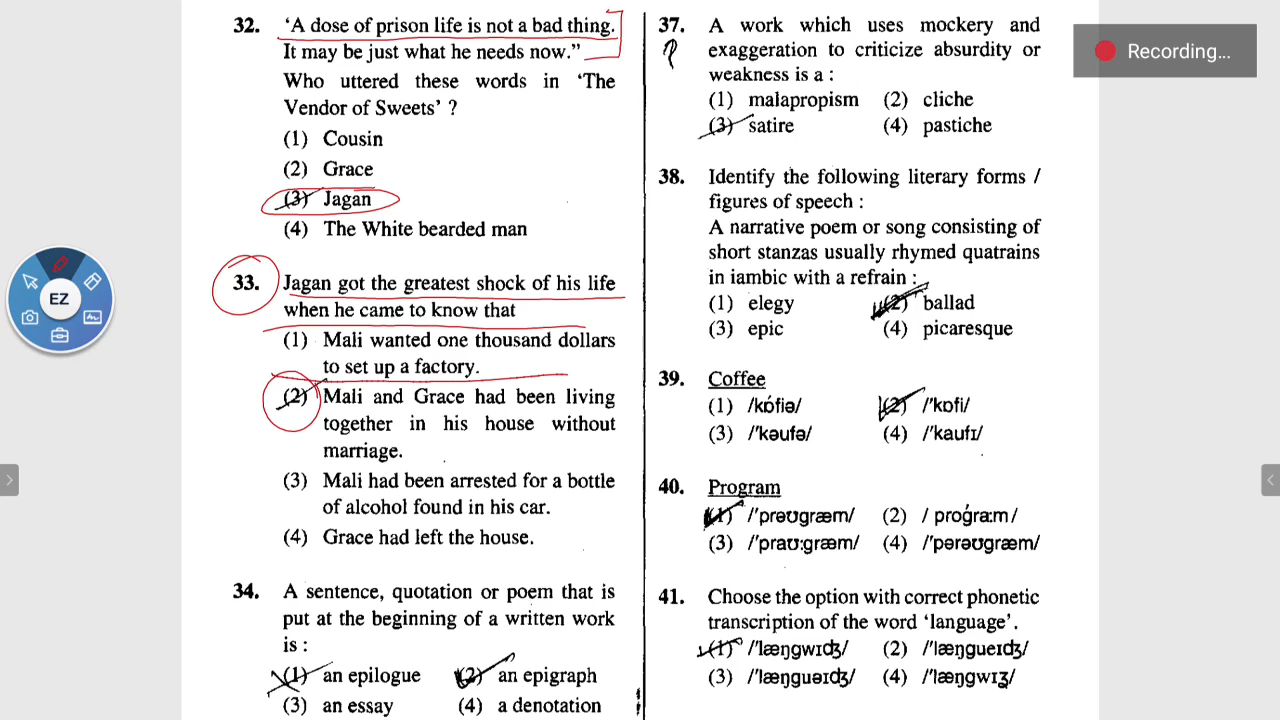 32. ‘A dose of prison life is not a bad thing.
It may be just what he needs now.”
Who uttered these words in ‘The
Vendor of Sweets’ ?
(1) Cousin
(2) Grace
(3) Jagan
(4) The White bearded man
33. Jagan got the greatest shock of his life
when he came to know that
(1) Mali wanted one thousand dollars
to set up a factory.
(2) Mali and Grace had been living
together in his house without
marriage.
(3) Mali had been arrested for a bottle
of alcohol found in his car.
(4) Grace had left the house.
34. A sentence, quotation or poem that is
put at the beginning of a written work
is :
(1) an epilogue (2) an epigraph
(3) an essay (4) a denotation
37. A work which uses mockery and
exaggeration to criticize absurdity or
weakness is a :
(1) malapropism (2) cliche
(3) satire (4) pastiche
38. Identify the following literary forms /
figures of speech :
A narrative poem or song consisting of
short stanzas usually rhymed quatrains
in iambic with a refrain :
(1) elegy (2) ballad
(3) epic (4) picaresque
39. Coffee
(1) /kɒ́fiə/ (2) /'kɒfi/
(3) /'kəufə/ (4) /'kaufɪ/
40. Program
(1) /'prəʊgræm/ (2) / proǵra:m /
(3) /'praʊ:græm/ (4) /'pərəʊgræm/
41. Choose the option with correct phonetic
transcription of the word ‘language’.
(1) /'læŋgwɪʤ/ (2) /'læŋgueɪʤ/
(3) /'læŋguəɪʤ/ (4) /'læŋgwɪʒ/
Recording...
EZ